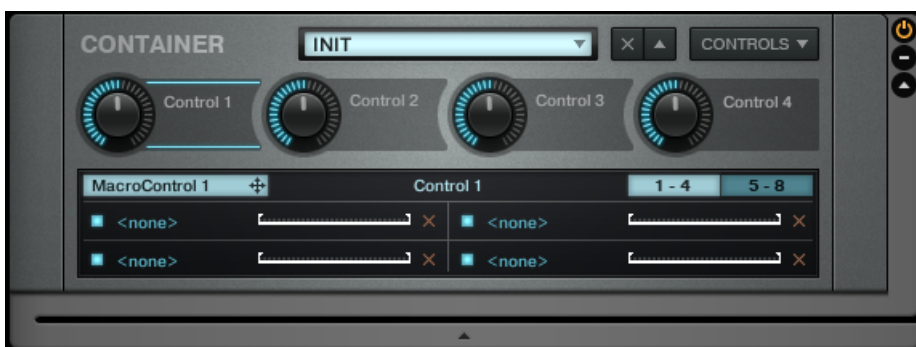 CONTAINER INIT CONTROLS
Control 1 Control 2 Control 3 Control 4
MacroControl 1 Control 1 1 - 4 5 - 8
<none> <none>
<none> <none>